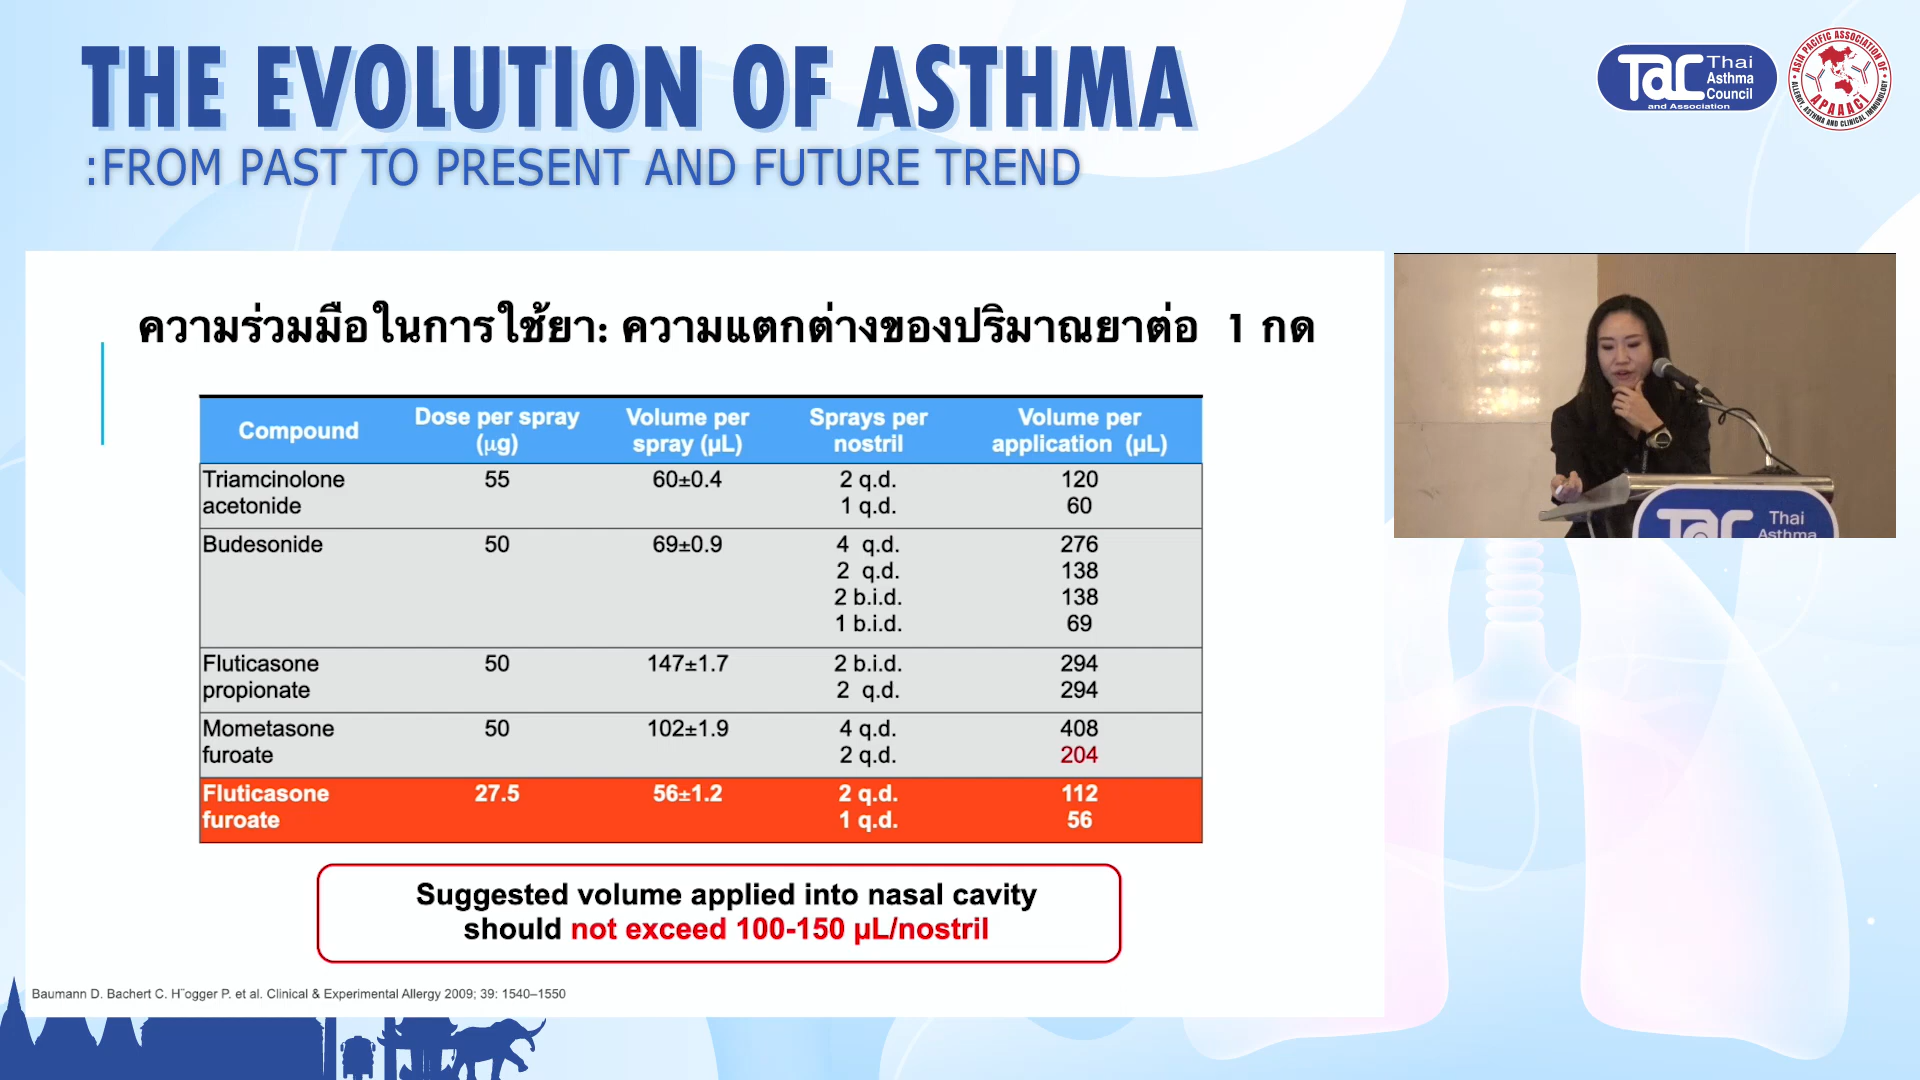 THE EVOLUTION OF ASTHMA
:FROM PAST TO PRESENT AND FUTURE TREND
TaC Thai
Asthma
Council
and Association
ASIA PACIFIC ASSOCIATION OF
ALLERGY, ASTHMA AND CLINICAL IMMUNOLOGY
APAAACI
ความร่วมมือในการใช้ยา: ความแตกต่างของปริมาณยาต่อ 1 กด
Compound Dose per spray (µg) Volume per spray (µL) Sprays per nostril Volume per application (µL)
Triamcinolone acetonide 55 60±0.4 2 q.d. 120
1 q.d. 60
Budesonide 50 69±0.9 4 q.d. 276
2 q.d. 138
2 b.i.d. 138
1 b.i.d. 69
Fluticasone propionate 50 147±1.7 2 b.i.d. 294
2 q.d. 294
Mometasone furoate 50 102±1.9 4 q.d. 408
2 q.d. 204
Fluticasone furoate 27.5 56±1.2 2 q.d. 112
1 q.d. 56
Suggested volume applied into nasal cavity
should not exceed 100-150 µL/nostril
Baumann D. Bachert C. H¨ogger P. et al. Clinical & Experimental Allergy 2009; 39: 1540–1550
TaC Thai
Asthma